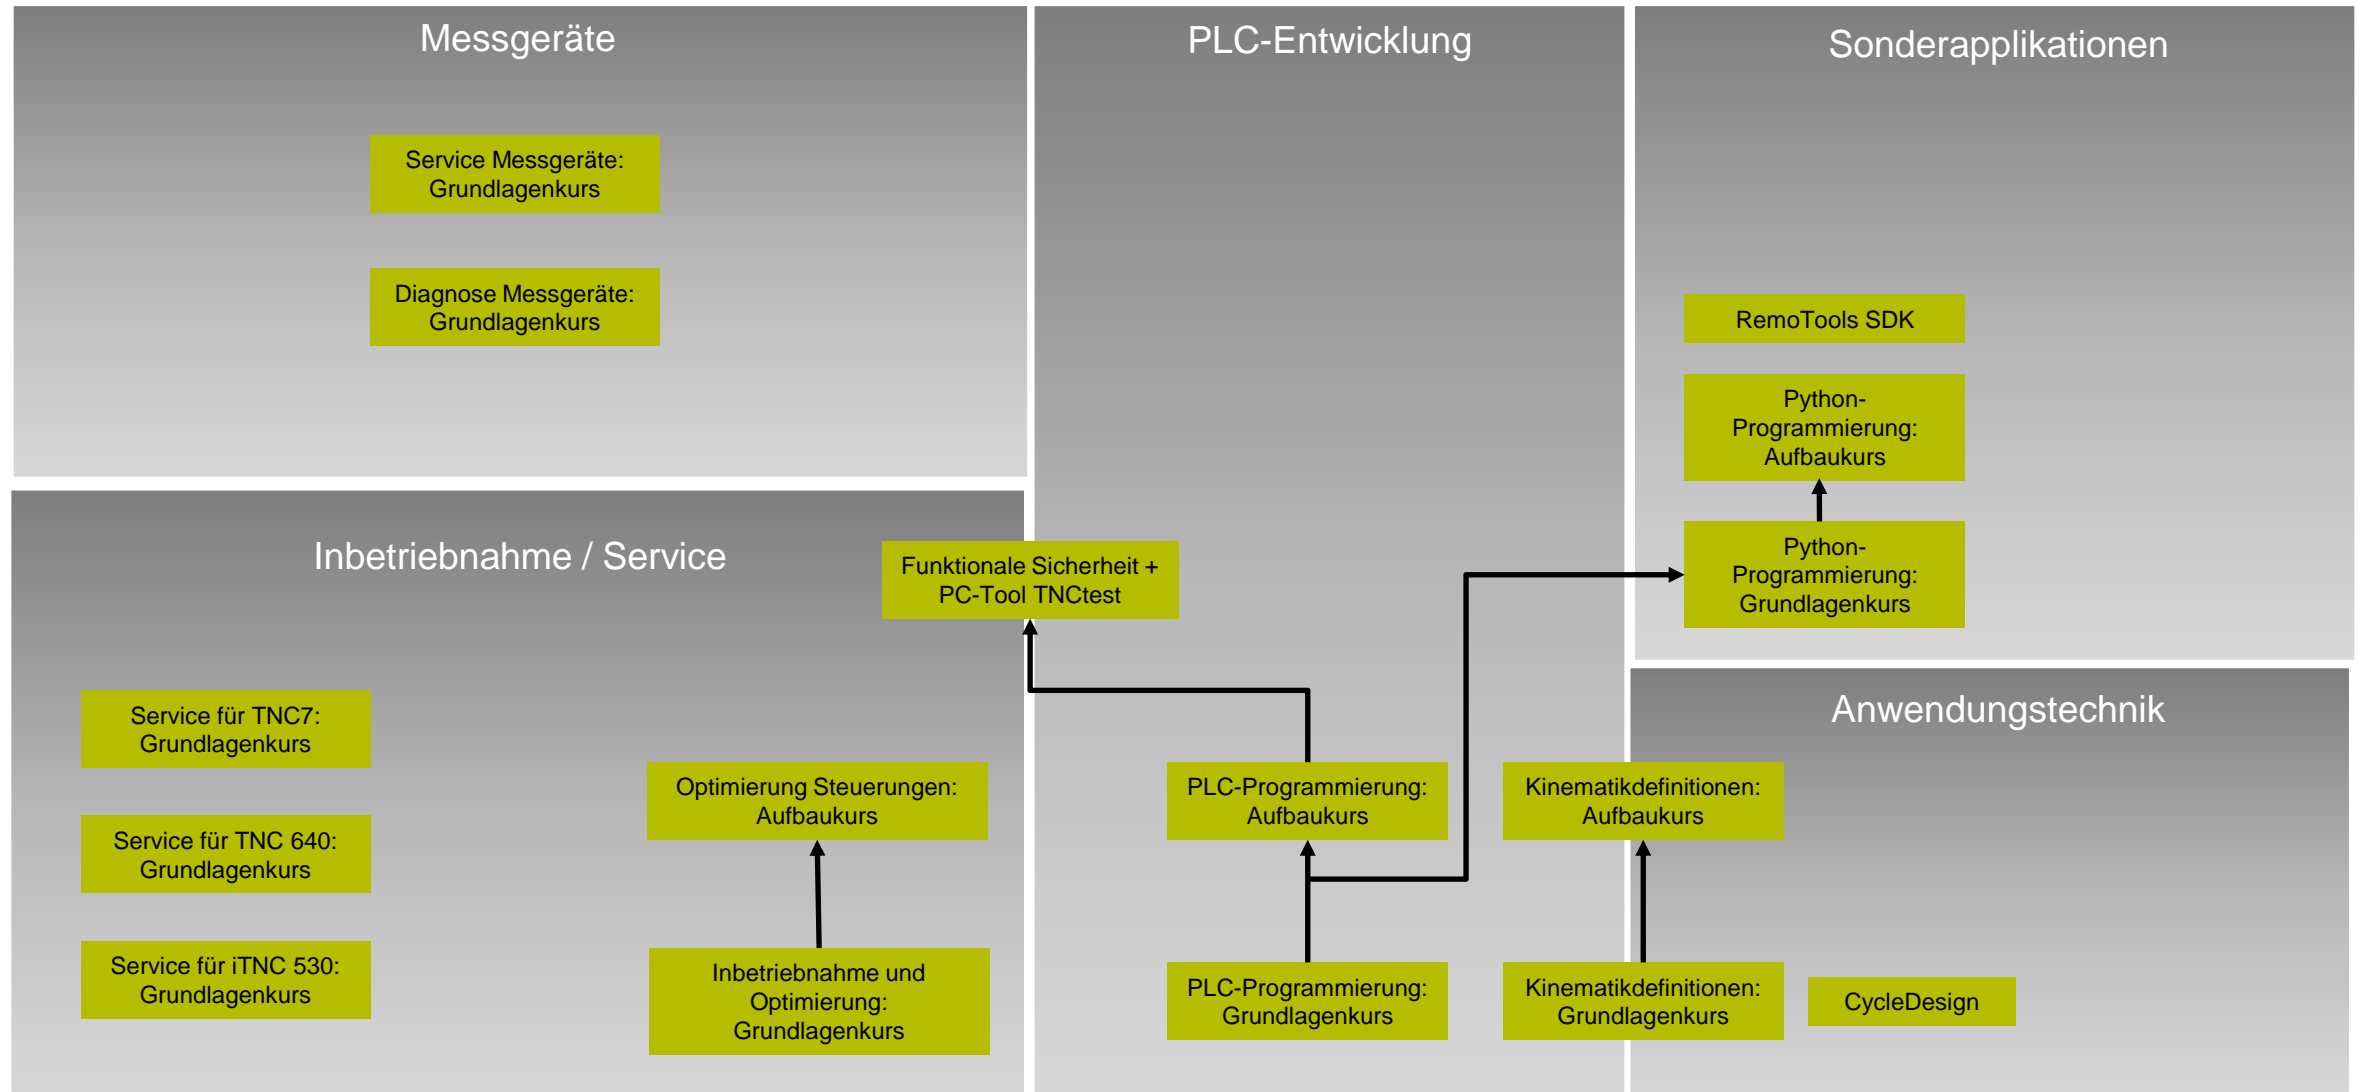 Messgeräte
Service Messgeräte:
Grundlagenkurs
Diagnose Messgeräte:
Grundlagenkurs
PLC-Entwicklung
Sonderapplikationen
RemoTools SDK
Python-
Programmierung:
Aufbaukurs
Python-
Programmierung:
Grundlagenkurs
Inbetriebnahme / Service
Funktionale Sicherheit +
PC-Tool TNCtest
Service für TNC7:
Grundlagenkurs
Service für TNC 640:
Grundlagenkurs
Service für iTNC 530:
Grundlagenkurs
Optimierung Steuerungen:
Aufbaukurs
Inbetriebnahme und
Optimierung:
Grundlagenkurs
PLC-Programmierung:
Aufbaukurs
PLC-Programmierung:
Grundlagenkurs
Anwendungstechnik
Kinematikdefinitionen:
Aufbaukurs
Kinematikdefinitionen:
Grundlagenkurs
CycleDesign